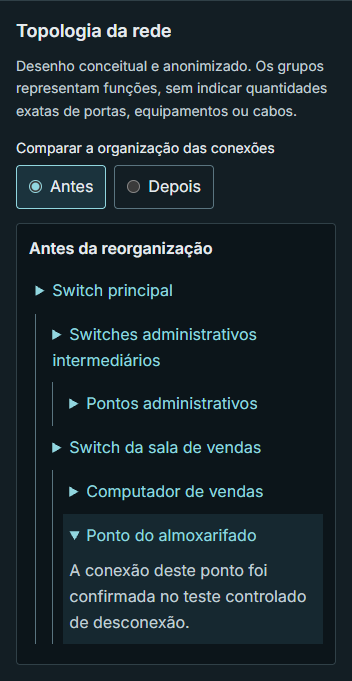 Topologia da rede
Desenho conceitual e anonimizado. Os grupos
representam funções, sem indicar quantidades
exatas de portas, equipamentos ou cabos.
Comparar a organização das conexões
Antes
Depois
Antes da reorganização
Switch principal
Switches administrativos
intermediários
Pontos administrativos
Switch da sala de vendas
Computador de vendas
Ponto do almoxarifado
A conexão deste ponto foi
confirmada no teste controlado
de desconexão.